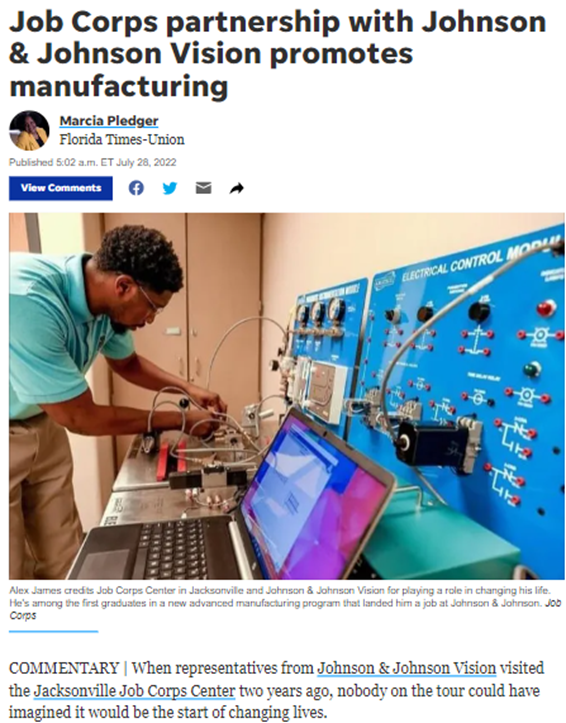 Job Corps partnership with Johnson
& Johnson Vision promotes
manufacturing
Marcia Pledger
Florida Times-Union
Published 5:02 a.m. ET July 28, 2022
View Comments
ELECTRICAL CONTROL MODULE
Alex James credits Job Corps Center in Jacksonville and Johnson & Johnson Vision for playing a role in changing his life.
He's among the first graduates in a new advanced manufacturing program that landed him a job at Johnson & Johnson. Job
Corps
COMMENTARY | When representatives from Johnson & Johnson Vision visited
the Jacksonville Job Corps Center two years ago, nobody on the tour could have
imagined it would be the start of changing lives.